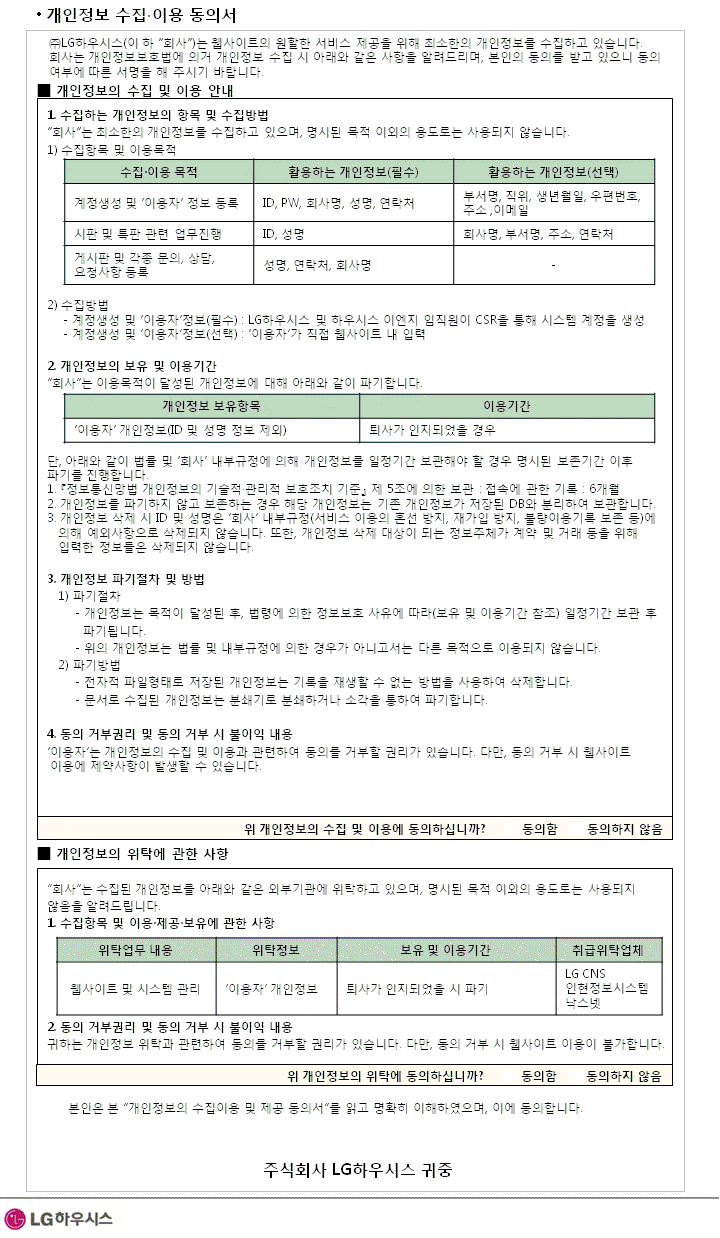 • 개인정보 수집·이용 동의서
㈜LG하우시스(이 하 "회사")는 웹사이트의 원할한 서비스 제공을 위해 최소한의 개인정보를 수집하고 있습니다.
회사는 개인정보보호법에 의거 개인정보 수집 시 아래와 같은 사항을 알려드리며, 본인의 동의를 받고 있으니 동의
여부에 따른 서명을 해 주시기 바랍니다.
■ 개인정보의 수집 및 이용 안내
1. 수집하는 개인정보의 항목 및 수집방법
"회사"는 최소한의 개인정보를 수집하고 있으며, 명시된 목적 이외의 용도로는 사용되지 않습니다.
1) 수집항목 및 이용목적
수집·이용 목적 활용하는 개인정보(필수) 활용하는 개인정보(선택)
계정생성 및 '이용자' 정보 등록 ID, PW, 회사명, 성명, 연락처 부서명, 직위, 생년월일, 우편번호,
주소 ,이메일
시판 및 특판 관련 업무진행 ID, 성명 회사명, 부서명, 주소, 연락처
게시판 및 각종 문의, 상담,
요청사항 등록 성명, 연락처, 회사명 -
2) 수집방법
- 계정생성 및 '이용자'정보(필수) : LG하우시스 및 하우시스 이엔지 임직원이 CSR을 통해 시스템 계정을 생성
- 계정생성 및 '이용자'정보(선택) : '이용자'가 직접 웹사이트 내 입력
2. 개인정보의 보유 및 이용기간
"회사"는 이용목적이 달성된 개인정보에 대해 아래와 같이 파기합니다.
개인정보 보유항목 이용기간
'이용자' 개인정보(ID 및 성명 정보 제외) 퇴사가 인지되었을 경우
단, 아래와 같이 법률 및 '회사' 내부규정에 의해 개인정보를 일정기간 보관해야 할 경우 명시된 보존기간 이후
파기를 진행합니다.
1. 『정보통신망법 개인정보의 기술적·관리적 보호조치 기준』 제 5조에 의한 보관 : 접속에 관한 기록 : 6개월
2. 개인정보를 파기하지 않고 보존하는 경우 해당 개인정보는 기존 개인정보가 저장된 DB와 분리하여 보관합니다.
3. 개인정보 삭제 시 ID 및 성명은 '회사' 내부규정(서비스 이용의 혼선 방지, 재가입 방지, 불량이용기록 보존 등)에
의해 예외사항으로 삭제되지 않습니다. 또한, 개인정보 삭제 대상이 되는 정보주체가 계약 및 거래 등을 위해
입력한 정보들은 삭제되지 않습니다.
3. 개인정보 파기절차 및 방법
1) 파기절차
- 개인정보는 목적이 달성된 후, 법령에 의한 정보보호 사유에 따라(보유 및 이용기간 참조) 일정기간 보관 후
파기됩니다.
- 위의 개인정보는 법률 및 내부규정에 의한 경우가 아니고서는 다른 목적으로 이용되지 않습니다.
2) 파기방법
- 전자적 파일형태로 저장된 개인정보는 기록을 재생할 수 없는 방법을 사용하여 삭제합니다.
- 문서로 수집된 개인정보는 분쇄기로 분쇄하거나 소각을 통하여 파기합니다.
4. 동의 거부권리 및 동의 거부 시 불이익 내용
'이용자'는 개인정보의 수집 및 이용과 관련하여 동의를 거부할 권리가 있습니다. 다만, 동의 거부 시 웹사이트
이용에 제약사항이 발생할 수 있습니다.
위 개인정보의 수집 및 이용에 동의하십니까? 동의함 동의하지 않음
■ 개인정보의 위탁에 관한 사항
"회사"는 수집된 개인정보를 아래와 같은 외부기관에 위탁하고 있으며, 명시된 목적 이외의 용도로는 사용되지
않음을 알려드립니다.
1. 수집항목 및 이용·제공·보유에 관한 사항
위탁업무 내용 위탁정보 보유 및 이용기간 취급위탁업체
웹사이트 및 시스템 관리 '이용자' 개인정보 퇴사가 인지되었을 시 파기 LG CNS
인현정보시스템
낙스넷
2. 동의 거부권리 및 동의 거부 시 불이익 내용
귀하는 개인정보 위탁과 관련하여 동의를 거부할 권리가 있습니다. 다만, 동의 거부 시 웹사이트 이용이 불가합니다.
위 개인정보의 위탁에 동의하십니까? 동의함 동의하지 않음
본인은 본 "개인정보의 수집이용 및 제공 동의서"를 읽고 명확히 이해하였으며, 이에 동의합니다.
주식회사 LG하우시스 귀중
LG하우시스